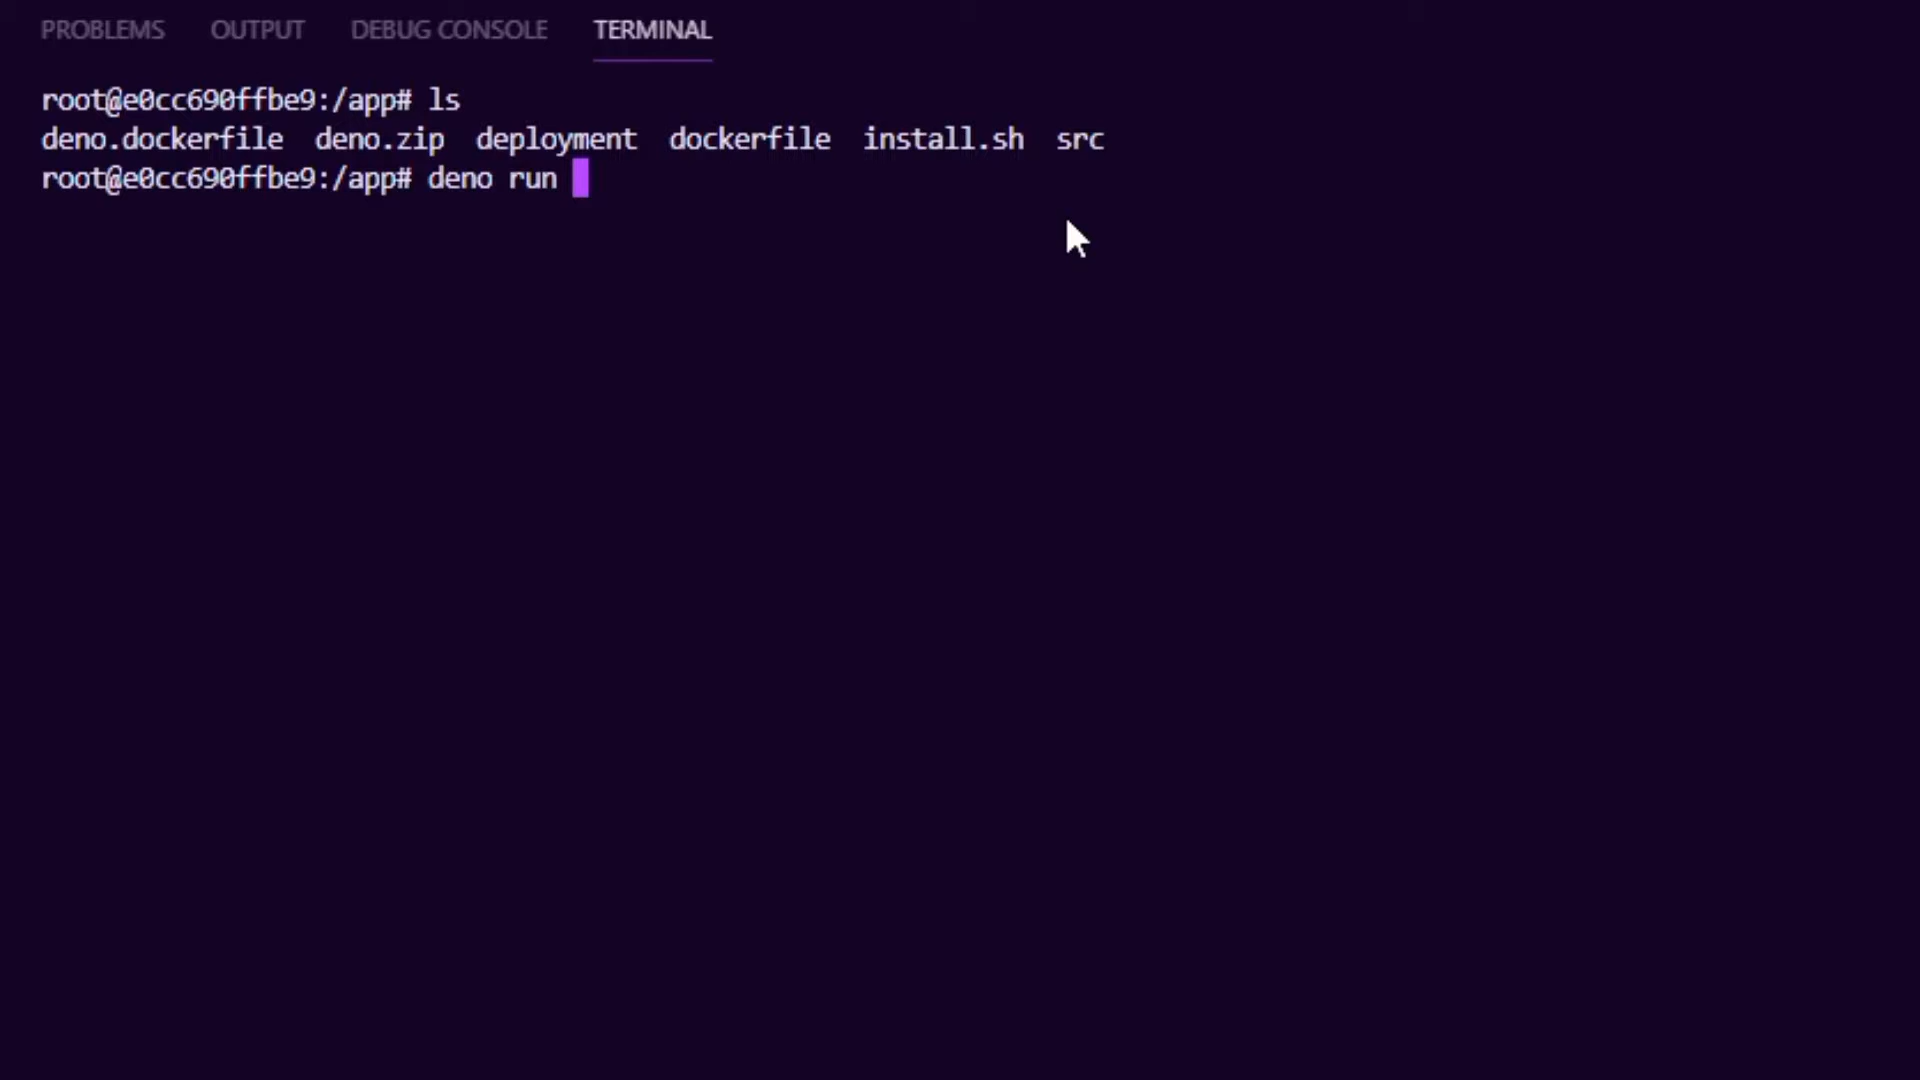 PROBLEMS OUTPUT DEBUG CONSOLE TERMINAL
root@e0cc690ffbe9:/app# ls
deno.dockerfile deno.zip deployment dockerfile install.sh src
root@e0cc690ffbe9:/app# deno run